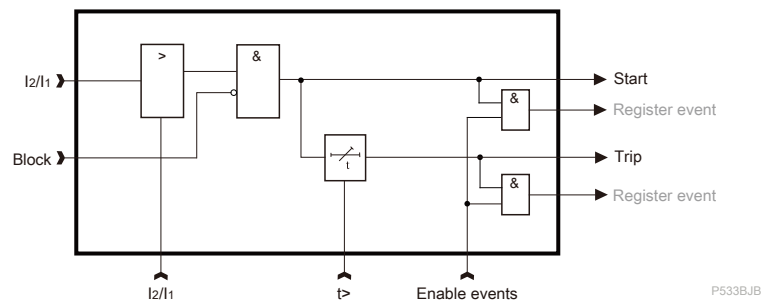 >
&
I2/I1
Start
&
Register event
Block
Trip
t
&
Register event
I2/I1
t>
Enable events
P533BJB